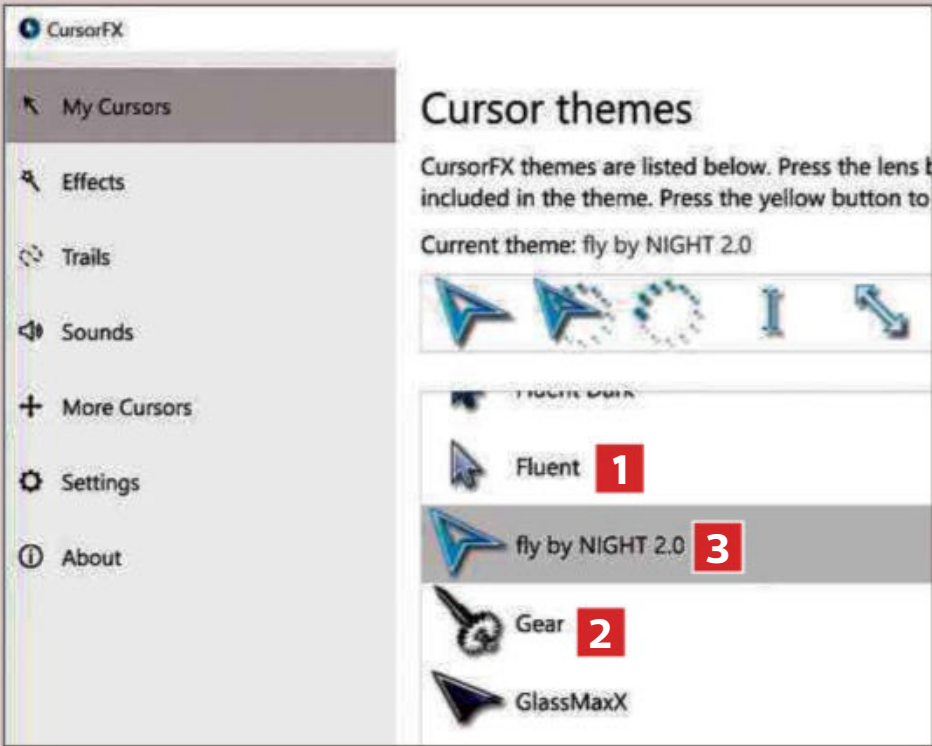 CursorFX
My Cursors
Effects
Trails
Sounds
More Cursors
Settings
About
Cursor themes
CursorFX themes are listed below. Press the lens b
included in the theme. Press the yellow button to
Current theme: fly by NIGHT 2.0
Fluent Dark
Fluent 1
fly by NIGHT 2.0 3
Gear 2
GlassMaxX